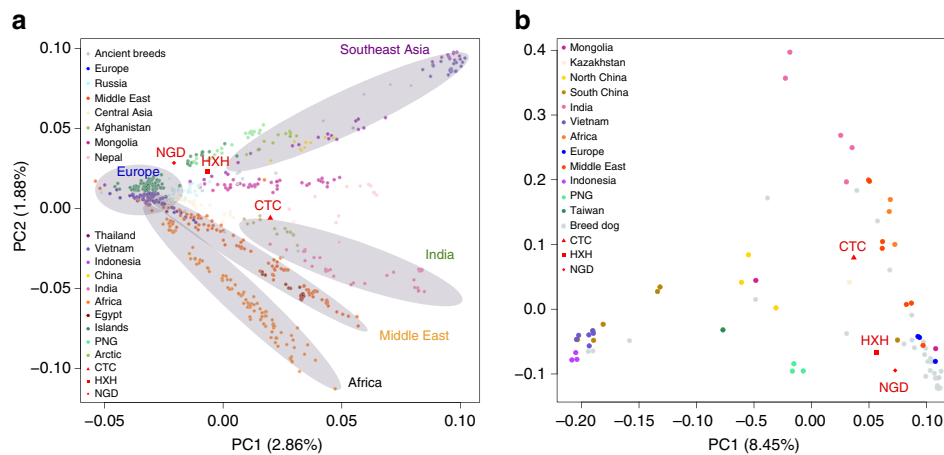 a
PC2 (1.88%)
0.10
0.05
0.00
−0.05
−0.10
Ancient breeds
Europe
Russia
Middle East
Central Asia
Afghanistan
Mongolia
Nepal
Thailand
Vietnam
Indonesia
China
India
Africa
Egypt
Islands
PNG
Arctic
CTC
HXH
NGD
Southeast Asia
NGD
HXH
Europe
CTC
India
Middle East
Africa
−0.05
0.00
0.05
0.10
PC1 (2.86%)
b
0.4
0.3
0.2
0.1
0.0
−0.1
Mongolia
Kazakhstan
North China
South China
India
Vietnam
Africa
Europe
Middle East
Indonesia
PNG
Taiwan
Breed dog
CTC
HXH
NGD
CTC
HXH
NGD
−0.20
−0.15
−0.10
−0.05
0.00
0.05
0.10
PC1 (8.45%)